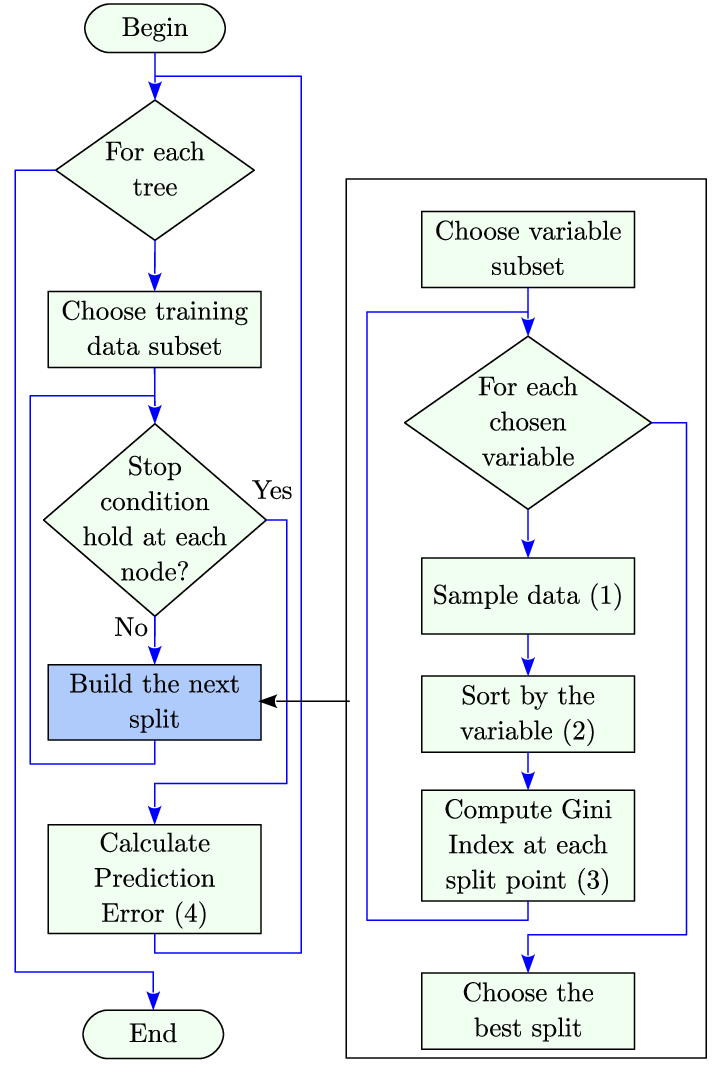 Begin
For each
tree
Choose training
data subset
Stop
condition
hold at each
node?
Yes
No
Build the next
split
Calculate
Prediction
Error (4)
End
Choose variable
subset
For each
chosen
variable
Sample data (1)
Sort by the
variable (2)
Compute Gini
Index at each
split point (3)
Choose the
best split